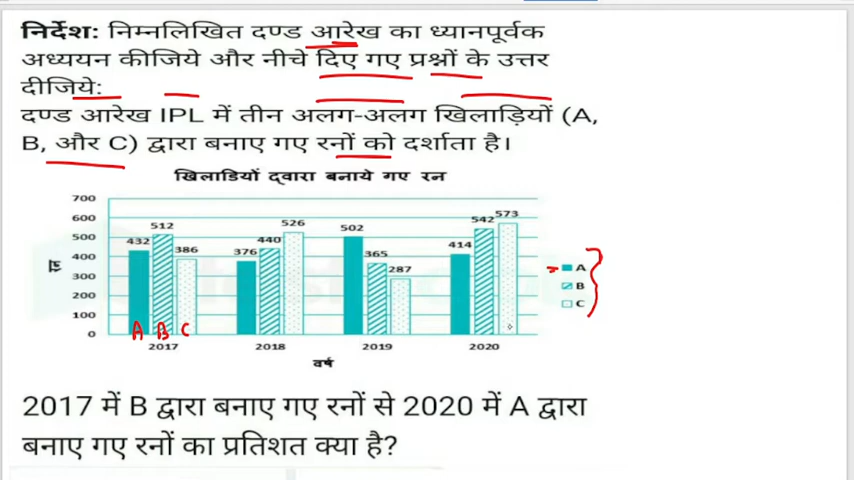 निर्देश: निम्नलिखित दण्ड आरेख का ध्यानपूर्वक
अध्ययन कीजिये और नीचे दिए गए प्रश्नों के उत्तर
दीजिये:
दण्ड आरेख IPL में तीन अलग-अलग खिलाड़ियों (A,
B, और C) द्वारा बनाए गए रनों को दर्शाता है।
खिलाडियों द्वारा बनाये गए रन
700
600
500
400
300
200
100
0
रन
432 512 386
376 440 526
502 365 287
414 542 573
A B C
2017 2018 2019 2020
वर्ष
A
B
C
2017 में B द्वारा बनाए गए रनों से 2020 में A द्वारा
बनाए गए रनों का प्रतिशत क्या है?